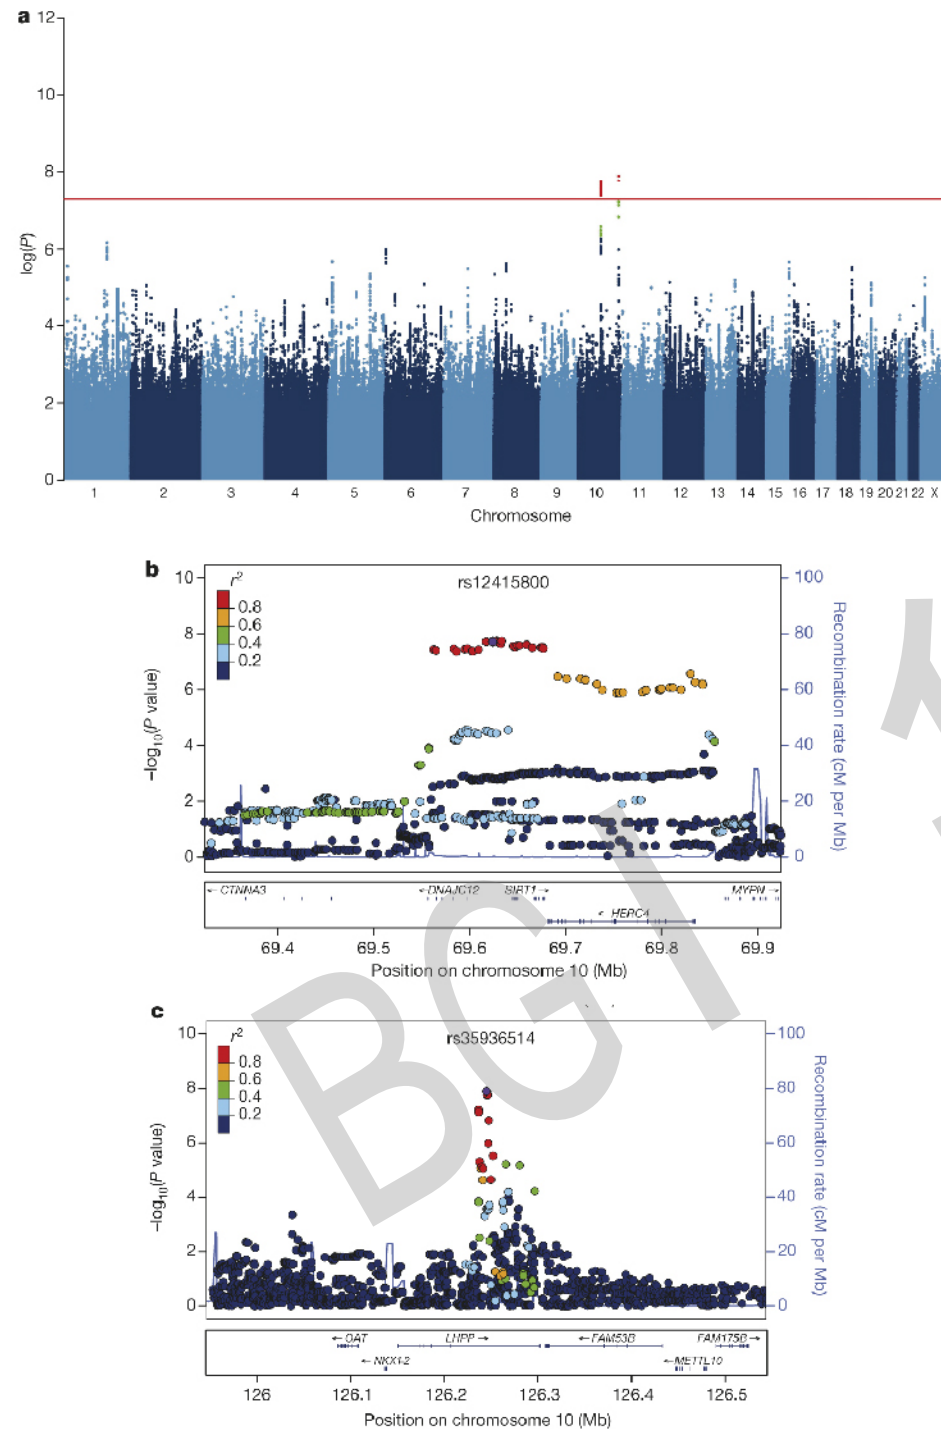 a
12
10
8
6
4
2
0
log(P)
1 2 3 4 5 6 7 8 9 10 11 12 13 14 15 16 17 18 19 20 21 22 X
Chromosome
b
rs12415800
r²
0.8
0.6
0.4
0.2
10
8
6
4
2
0
–log₁₀(P value)
100
80
60
40
20
0
Recombination rate (cM per Mb)
← CTNNA3 ← DNAJC12 SIRT1 → MYPN →
← HERC4
69.4 69.5 69.6 69.7 69.8 69.9
Position on chromosome 10 (Mb)
c
rs35936514
r²
0.8
0.6
0.4
0.2
10
8
6
4
2
0
–log₁₀(P value)
100
80
60
40
20
0
Recombination rate (cM per Mb)
← OAT LHPP → ← FAM53B FAM175B →
← NKX1-2 ← METTL10
126 126.1 126.2 126.3 126.4 126.5
Position on chromosome 10 (Mb)
BGI